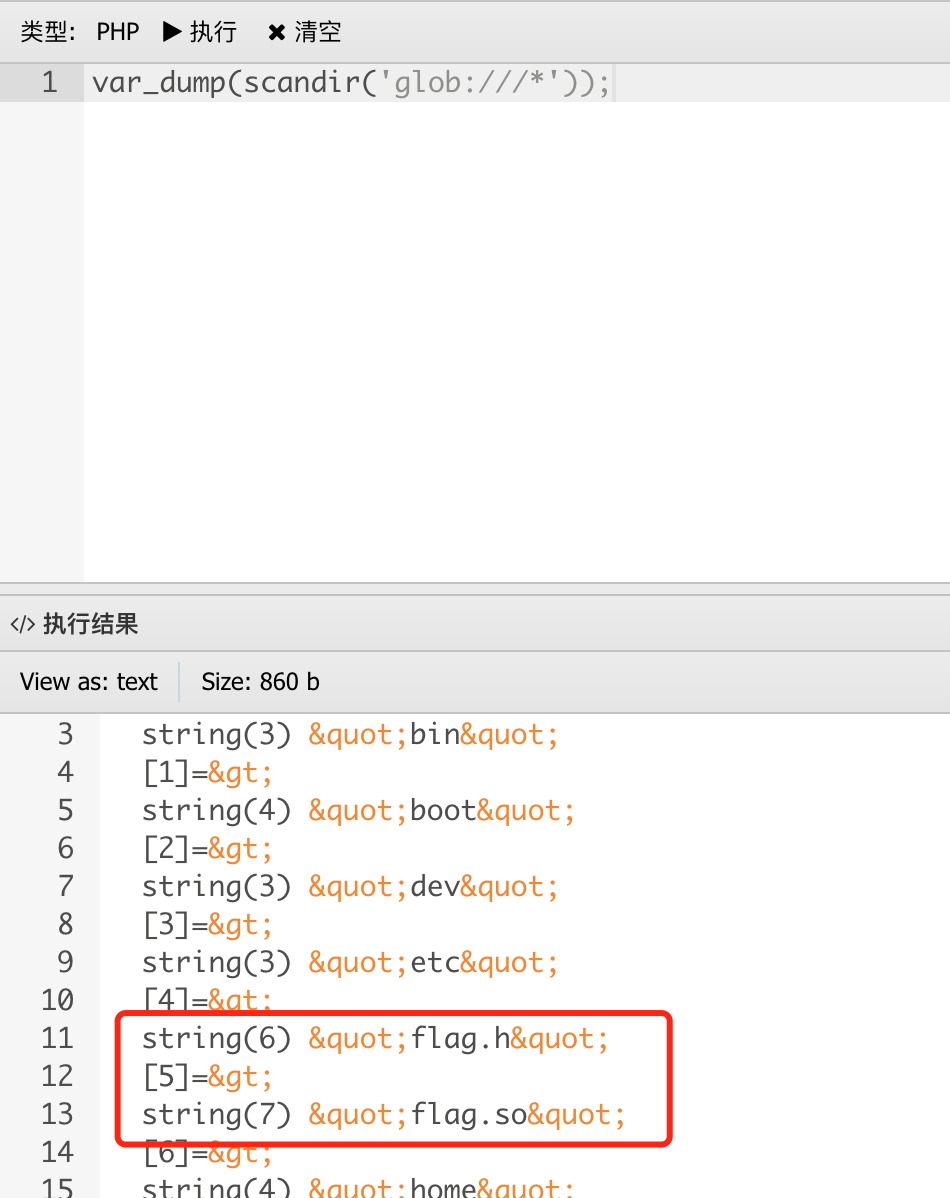 类型: PHP 执行 清空
1 var_dump(scandir('glob:///*'));
</> 执行结果
View as: text Size: 860 b
3 string(3) &quot;bin&quot;
4 [1]=&gt;
5 string(4) &quot;boot&quot;
6 [2]=&gt;
7 string(3) &quot;dev&quot;
8 [3]=&gt;
9 string(3) &quot;etc&quot;
10 [4]=&gt;
11 string(6) &quot;flag.h&quot;
12 [5]=&gt;
13 string(7) &quot;flag.so&quot;
14 [6]=&gt;
15 string(4) &quot;home&quot;